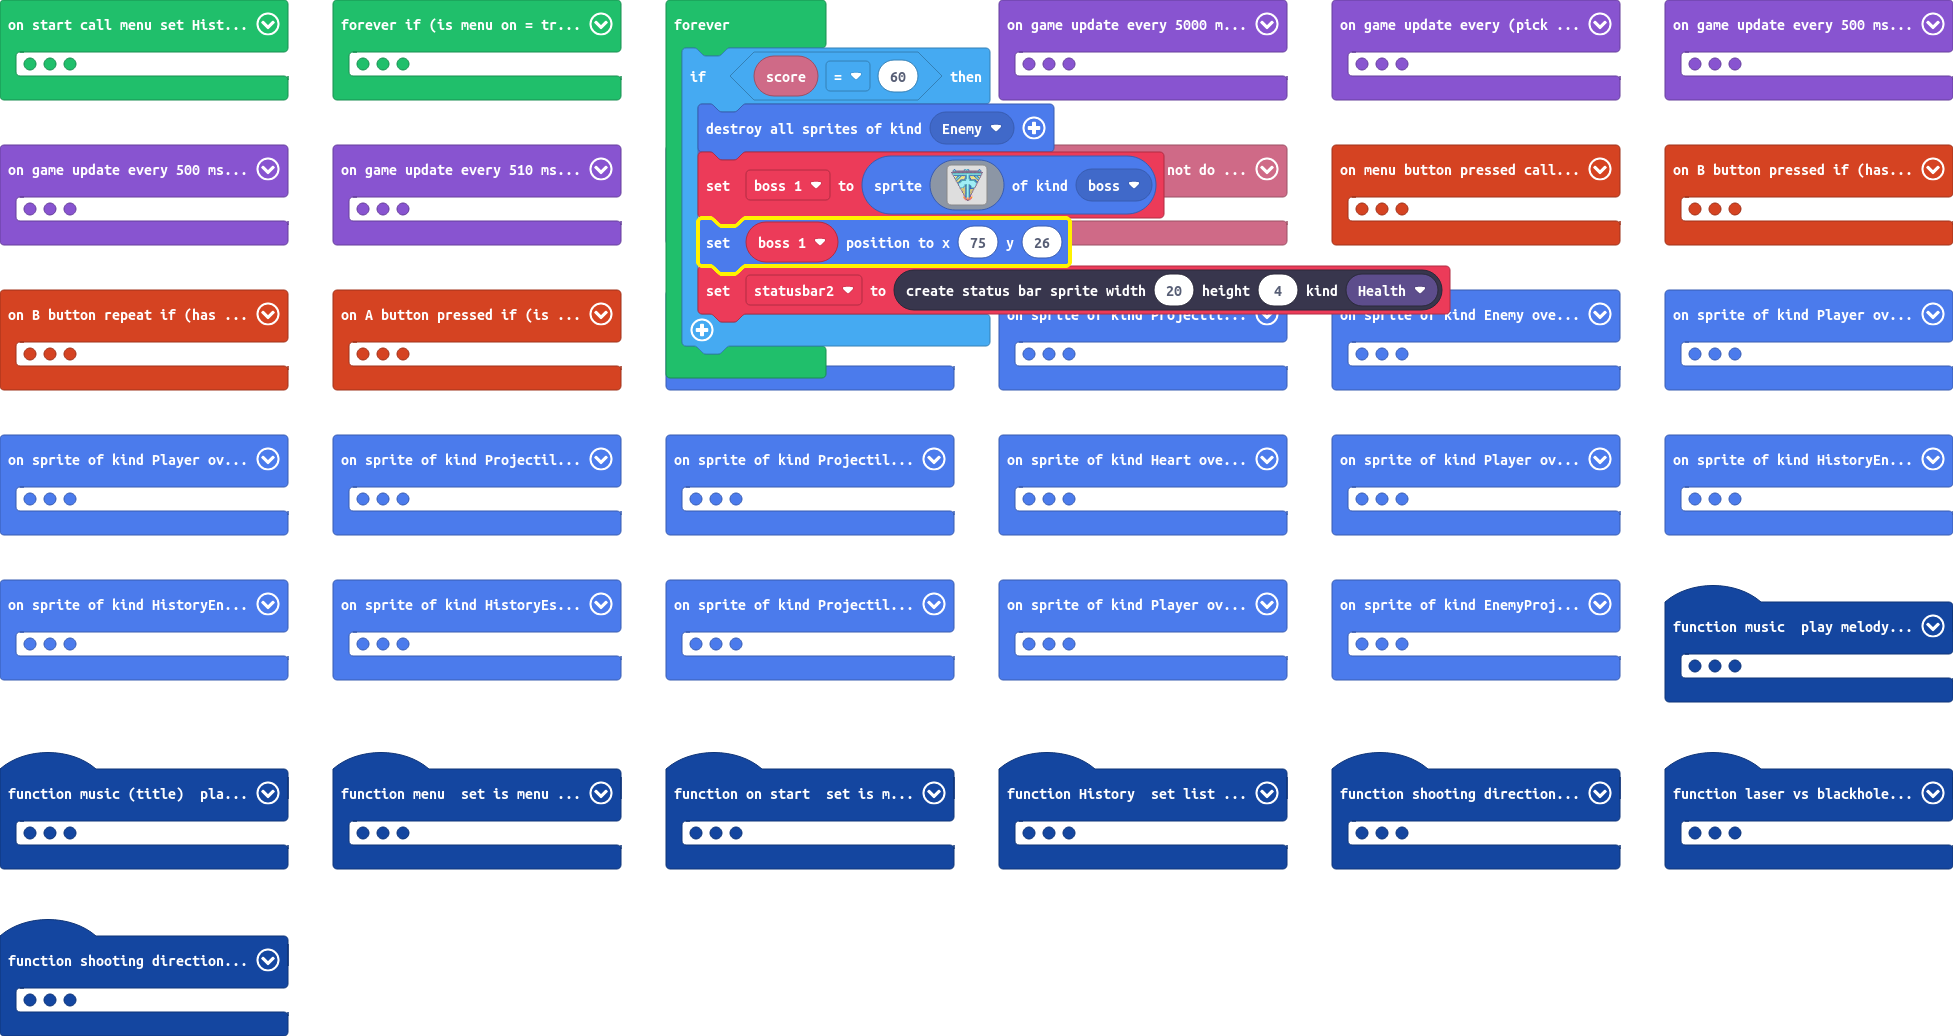 on start call menu set Hist...
forever if (is menu on = tr...
forever
if score = 60 then
destroy all sprites of kind Enemy
set boss 1 to sprite of kind boss
set boss 1 position to x 75 y 26
set statusbar2 to create status bar sprite width 20 height 4 kind Health
on game update every 5000 m...
on game update every (pick ...
on game update every 500 ms...
on game update every 500 ms...
on game update every 510 ms...
not do ...
on menu button pressed call...
on B button pressed if (has...
on B button repeat if (has ...
on A button pressed if (is ...
on sprite of kind Projectil...
on sprite of kind Enemy ove...
on sprite of kind Player ov...
on sprite of kind Player ov...
on sprite of kind Projectil...
on sprite of kind Projectil...
on sprite of kind Heart ove...
on sprite of kind Player ov...
on sprite of kind HistoryEn...
on sprite of kind HistoryEn...
on sprite of kind HistoryEs...
on sprite of kind Projectil...
on sprite of kind Player ov...
on sprite of kind EnemyProj...
function music play melody...
function music (title) pla...
function menu set is menu ...
function on start set is m...
function History set list ...
function shooting direction...
function laser vs blackhole...
function shooting direction...